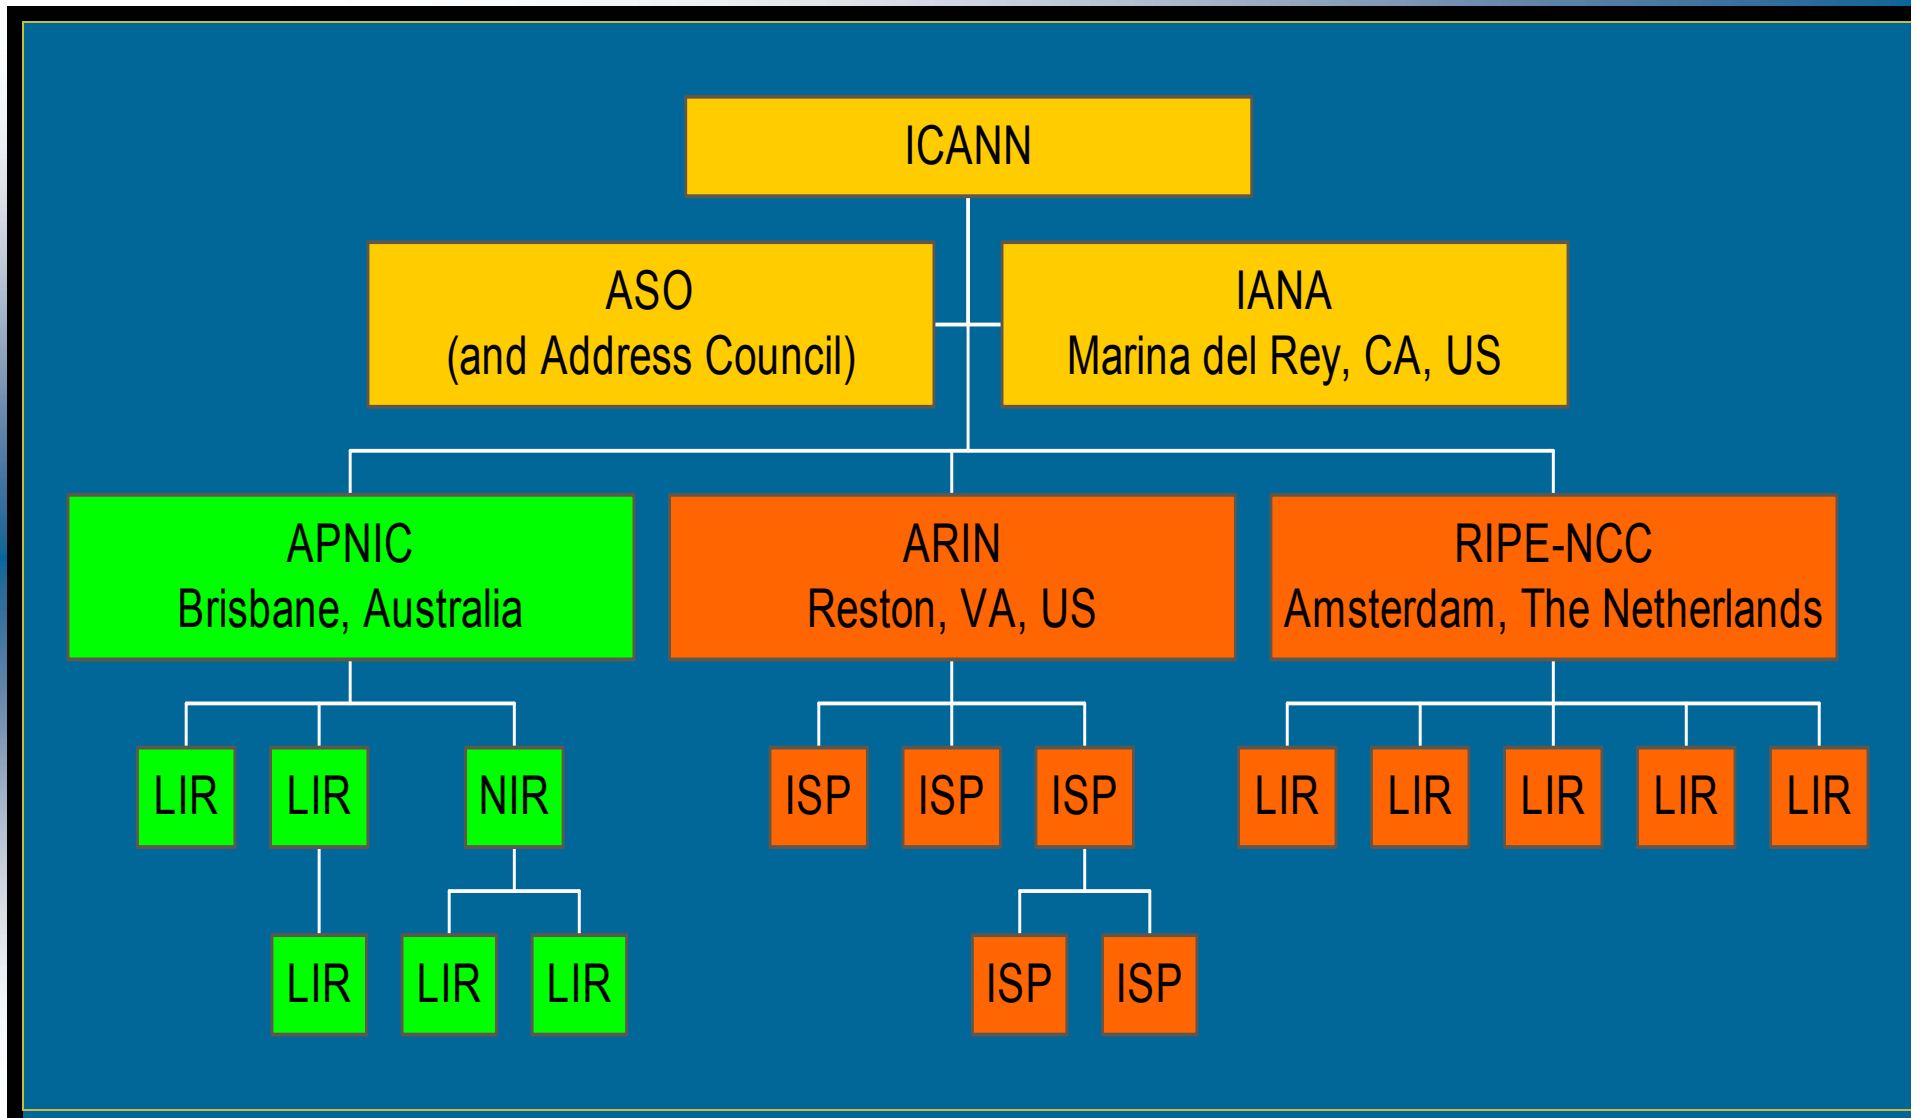 ICANN
ASO
(and Address Council)
IANA
Marina del Rey, CA, US
APNIC
Brisbane, Australia
ARIN
Reston, VA, US
RIPE-NCC
Amsterdam, The Netherlands
LIR
LIR
NIR
ISP
ISP
ISP
LIR
LIR
LIR
LIR
LIR
LIR
LIR
LIR
ISP
ISP